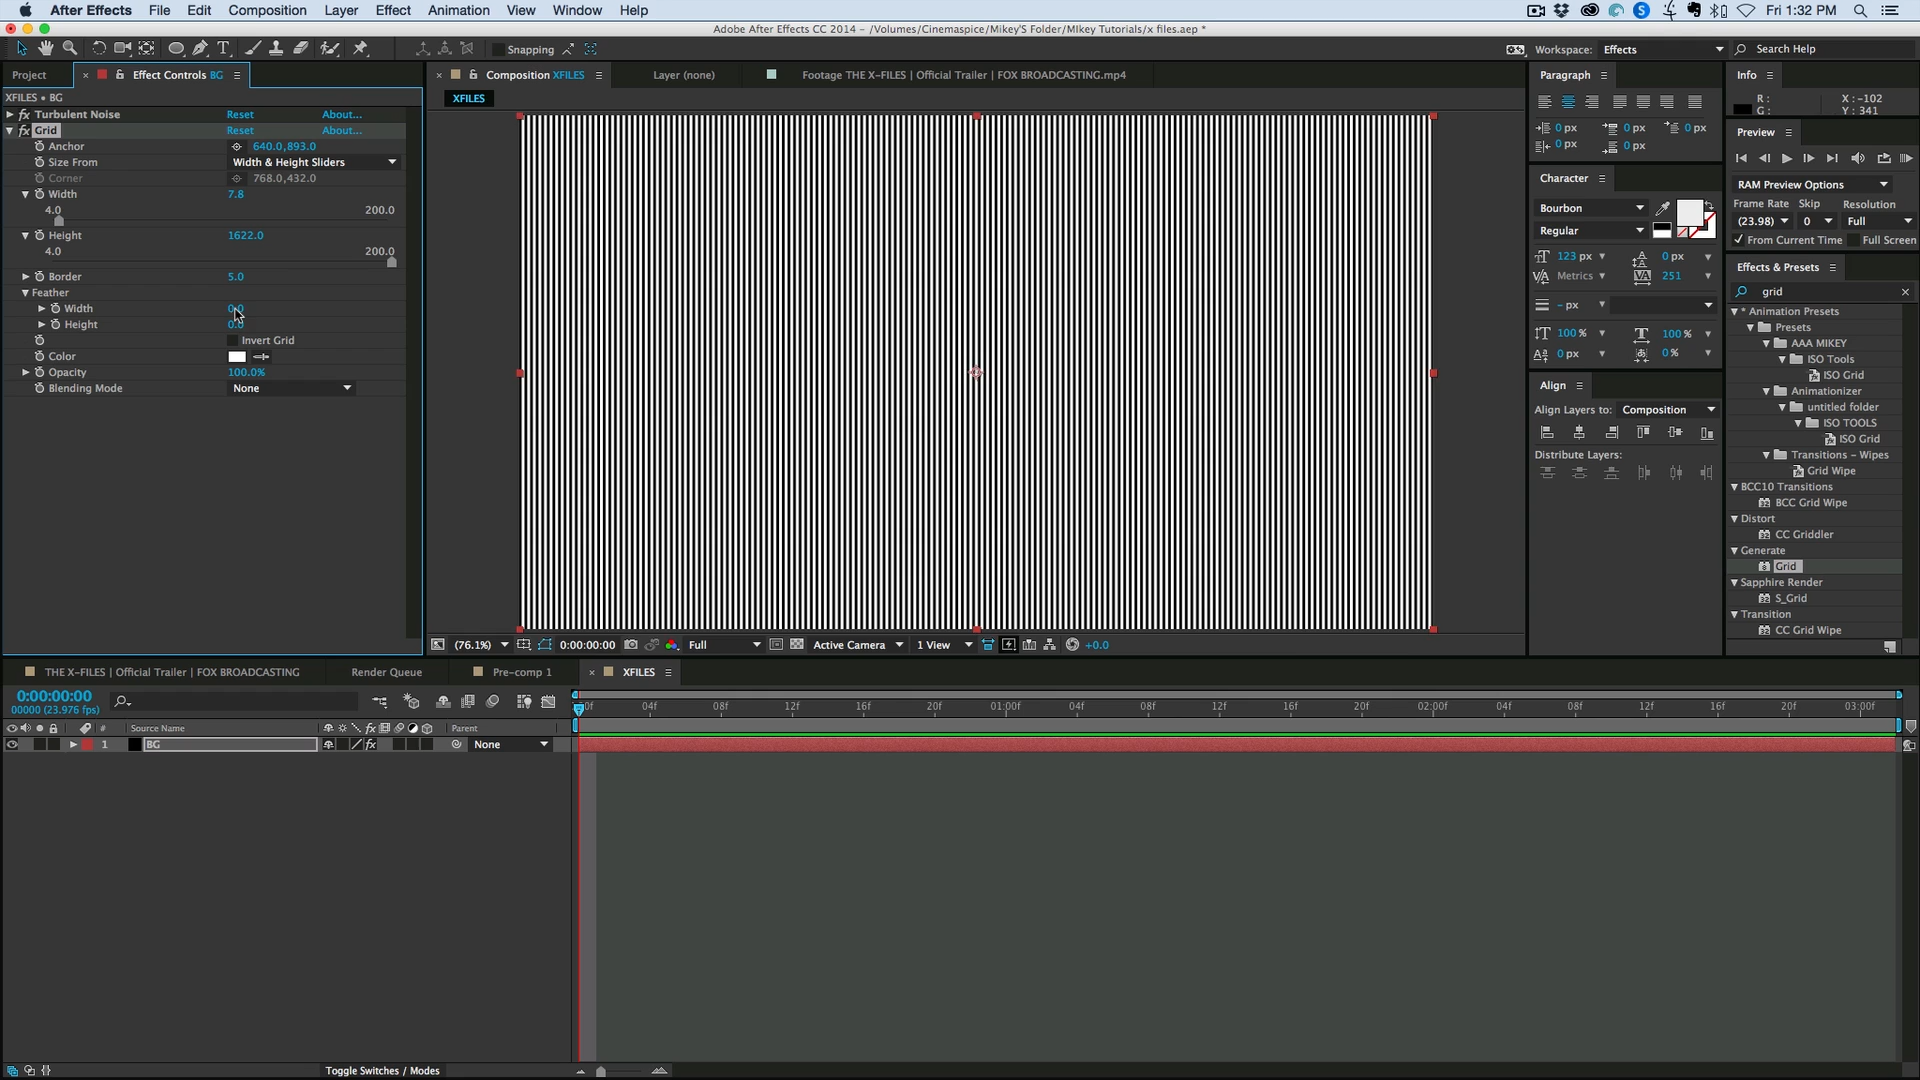 After Effects File Edit Composition Layer Effect Animation View Window Help Fri 1:32 PM
Adobe After Effects CC 2014 – /Volumes/Cinemaspice/Mikey'S Folder/MIkey Tutorials/x files.aep *
Snapping Workspace: Effects Search Help
Project Effect Controls BG
XFILES • BG
fx Turbulent Noise Reset About...
fx Grid Reset About...
Anchor 640.0,893.0
Size From Width & Height Sliders
Corner 768.0,432.0
Width 7.8
4.0 200.0
Height 1622.0
4.0 200.0
Border 5.0
Feather
Width 0.0
Height 0.0
Invert Grid
Color
Opacity 100.0%
Blending Mode None
Composition XFILES Layer (none) Footage THE X-FILES | Official Trailer | FOX BROADCASTING.mp4
XFILES
(76.1%) 0:00:00:00 Full Active Camera 1 View +0.0
Paragraph
0 px 0 px 0 px
0 px 0 px
Character
Bourbon
Regular
123 px 0 px
Metrics 251
- px
100 % 100 %
0 px 0 %
Align
Align Layers to: Composition
Distribute Layers:
Info
R: X : -102
G: Y : 341
Preview
RAM Preview Options
Frame Rate Skip Resolution
(23.98) 0 Full
From Current Time Full Screen
Effects & Presets
grid
* Animation Presets
Presets
AAA MIKEY
ISO Tools
ISO Grid
Animationizer
untitled folder
ISO TOOLS
ISO Grid
Transitions – Wipes
Grid Wipe
BCC10 Transitions
BCC Grid Wipe
Distort
CC Griddler
Generate
Grid
Sapphire Render
S_Grid
Transition
CC Grid Wipe
THE X-FILES | Official Trailer | FOX BROADCASTING Render Queue Pre-comp 1 XFILES
0:00:00:00
00000 (23.976 fps)
0f 04f 08f 12f 16f 20f 01:00f 04f 08f 12f 16f 20f 02:00f 04f 08f 12f 16f 20f 03:00f
# Source Name Parent
1 BG None
Toggle Switches / Modes